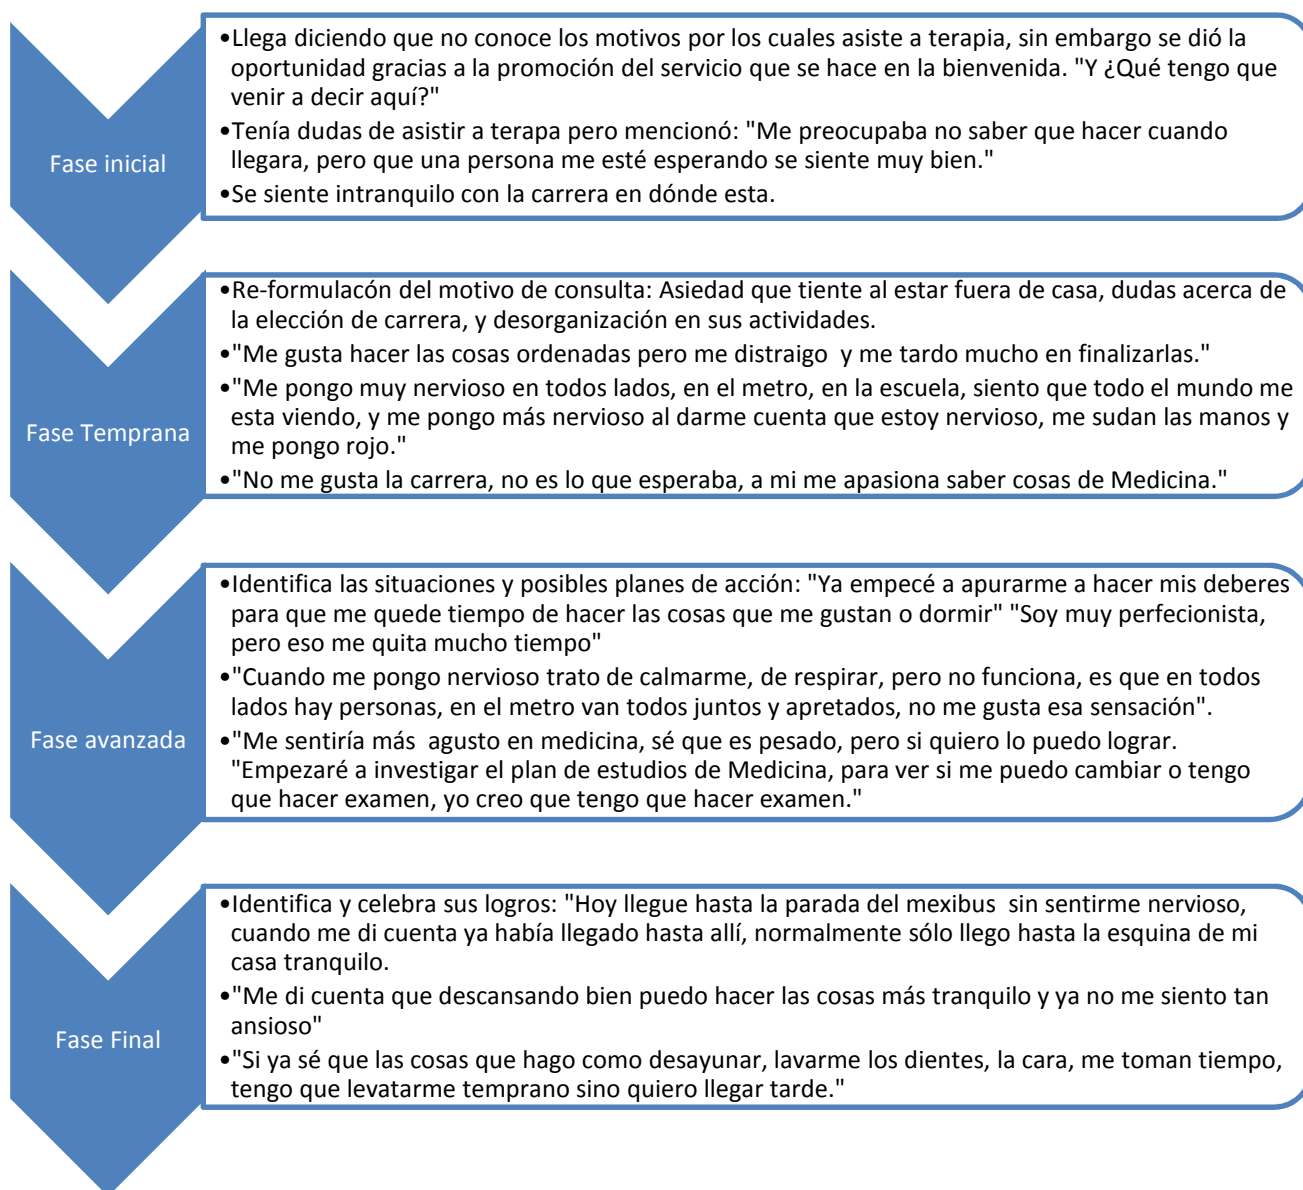 Fase inicial
•Llega diciendo que no conoce los motivos por los cuales asiste a terapia, sin embargo se dió la
oportunidad gracias a la promoción del servicio que se hace en la bienvenida. "Y ¿Qué tengo que
venir a decir aquí?"
•Tenía dudas de asistir a terapa pero mencionó: "Me preocupaba no saber que hacer cuando
llegara, pero que una persona me esté esperando se siente muy bien."
•Se siente intranquilo con la carrera en dónde esta.
Fase Temprana
•Re-formulacón del motivo de consulta: Asiedad que tiente al estar fuera de casa, dudas acerca de
la elección de carrera, y desorganización en sus actividades.
•"Me gusta hacer las cosas ordenadas pero me distraigo y me tardo mucho en finalizarlas."
•"Me pongo muy nervioso en todos lados, en el metro, en la escuela, siento que todo el mundo me
esta viendo, y me pongo más nervioso al darme cuenta que estoy nervioso, me sudan las manos y
me pongo rojo."
•"No me gusta la carrera, no es lo que esperaba, a mi me apasiona saber cosas de Medicina."
Fase avanzada
•Identifica las situaciones y posibles planes de acción: "Ya empecé a apurarme a hacer mis deberes
para que me quede tiempo de hacer las cosas que me gustan o dormir" "Soy muy perfecionista,
pero eso me quita mucho tiempo"
•"Cuando me pongo nervioso trato de calmarme, de respirar, pero no funciona, es que en todos
lados hay personas, en el metro van todos juntos y apretados, no me gusta esa sensación".
•"Me sentiría más agusto en medicina, sé que es pesado, pero si quiero lo puedo lograr.
"Empezaré a investigar el plan de estudios de Medicina, para ver si me puedo cambiar o tengo
que hacer examen, yo creo que tengo que hacer examen."
Fase Final
•Identifica y celebra sus logros: "Hoy llegue hasta la parada del mexibus sin sentirme nervioso,
cuando me di cuenta ya había llegado hasta allí, normalmente sólo llego hasta la esquina de mi
casa tranquilo.
•"Me di cuenta que descansando bien puedo hacer las cosas más tranquilo y ya no me siento tan
ansioso"
•"Si ya sé que las cosas que hago como desayunar, lavarme los dientes, la cara, me toman tiempo,
tengo que levatarme temprano sino quiero llegar tarde."